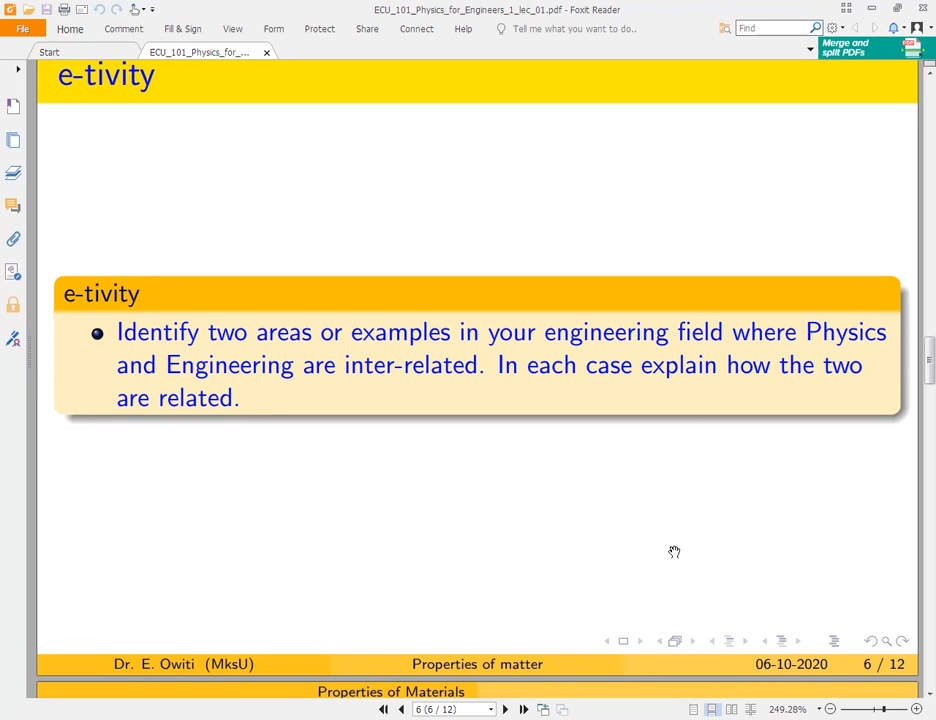 ECU_101_Physics_for_Engineers_1_lec_01.pdf - Foxit Reader
File Home Comment Fill & Sign View Form Protect Share Connect Help Tell me what you want to do.. Find
Start ECU_101_Physics_for_... Merge and
split PDFs
e-tivity
e-tivity
Identify two areas or examples in your engineering field where Physics
and Engineering are inter-related. In each case explain how the two
are related.
Dr. E. Owiti (MksU) Properties of matter 06-10-2020 6 / 12
Properties of Materials
6 (6 / 12) 249.28%